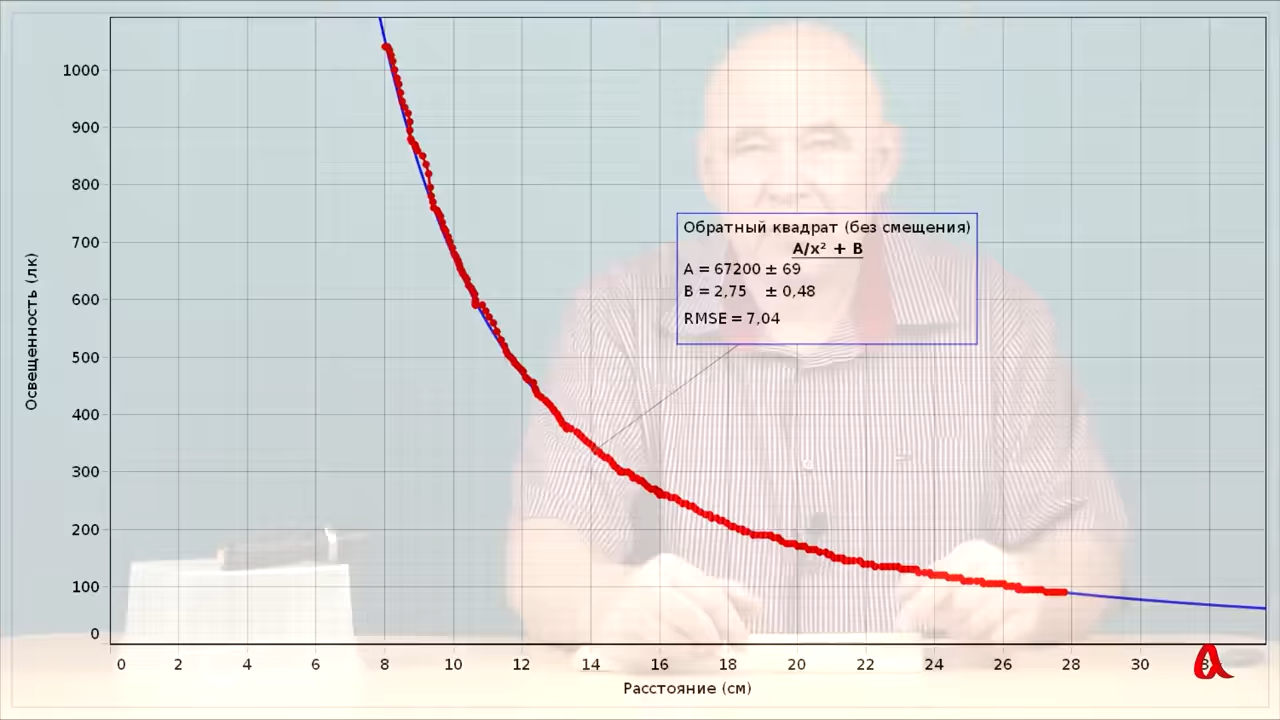 1000
900
800
700
600
500
400
300
200
100
0
Освещенность (лк)
Обратный квадрат (без смещения)
A/x² + B
A = 67200 ± 69
B = 2,75 ± 0,48
RMSE = 7,04
0 2 4 6 8 10 12 14 16 18 20 22 24 26 28 30
Расстояние (см)